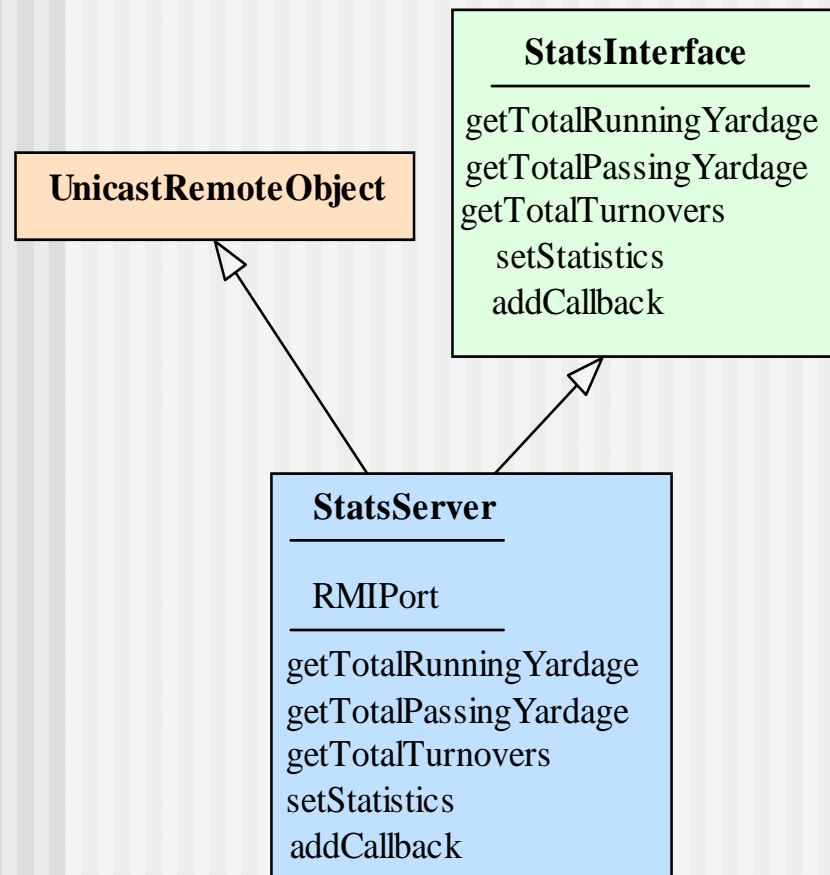 StatsInterface
getTotalRunningYardage
getTotalPassingYardage
getTotalTurnovers
setStatistics
addCallback
UnicastRemoteObject
StatsServer
RMIPort
getTotalRunningYardage
getTotalPassingYardage
getTotalTurnovers
setStatistics
addCallback